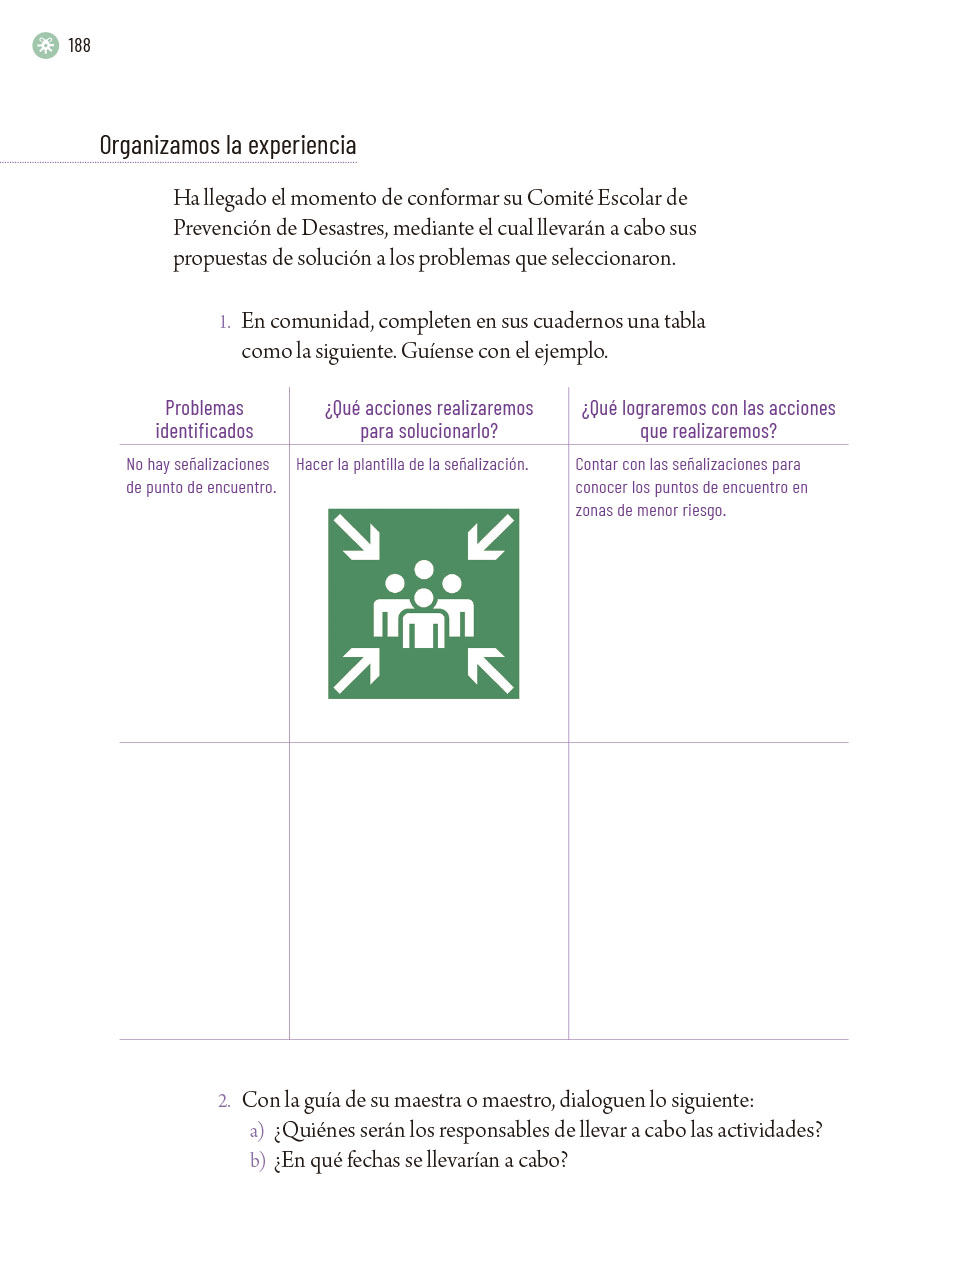 188
Organizamos la experiencia
Ha llegado el momento de conformar su Comité Escolar de
Prevención de Desastres, mediante el cual llevarán a cabo sus
propuestas de solución a los problemas que seleccionaron.
1. En comunidad, completen en sus cuadernos una tabla
como la siguiente. Guíense con el ejemplo.
Problemas
identificados
¿Qué acciones realizaremos
para solucionarlo?
¿Qué lograremos con las acciones
que realizaremos?
No hay señalizaciones
de punto de encuentro.
Hacer la plantilla de la señalización.
Contar con las señalizaciones para
conocer los puntos de encuentro en
zonas de menor riesgo.
2. Con la guía de su maestra o maestro, dialoguen lo siguiente:
a) ¿Quiénes serán los responsables de llevar a cabo las actividades?
b) ¿En qué fechas se llevarían a cabo?